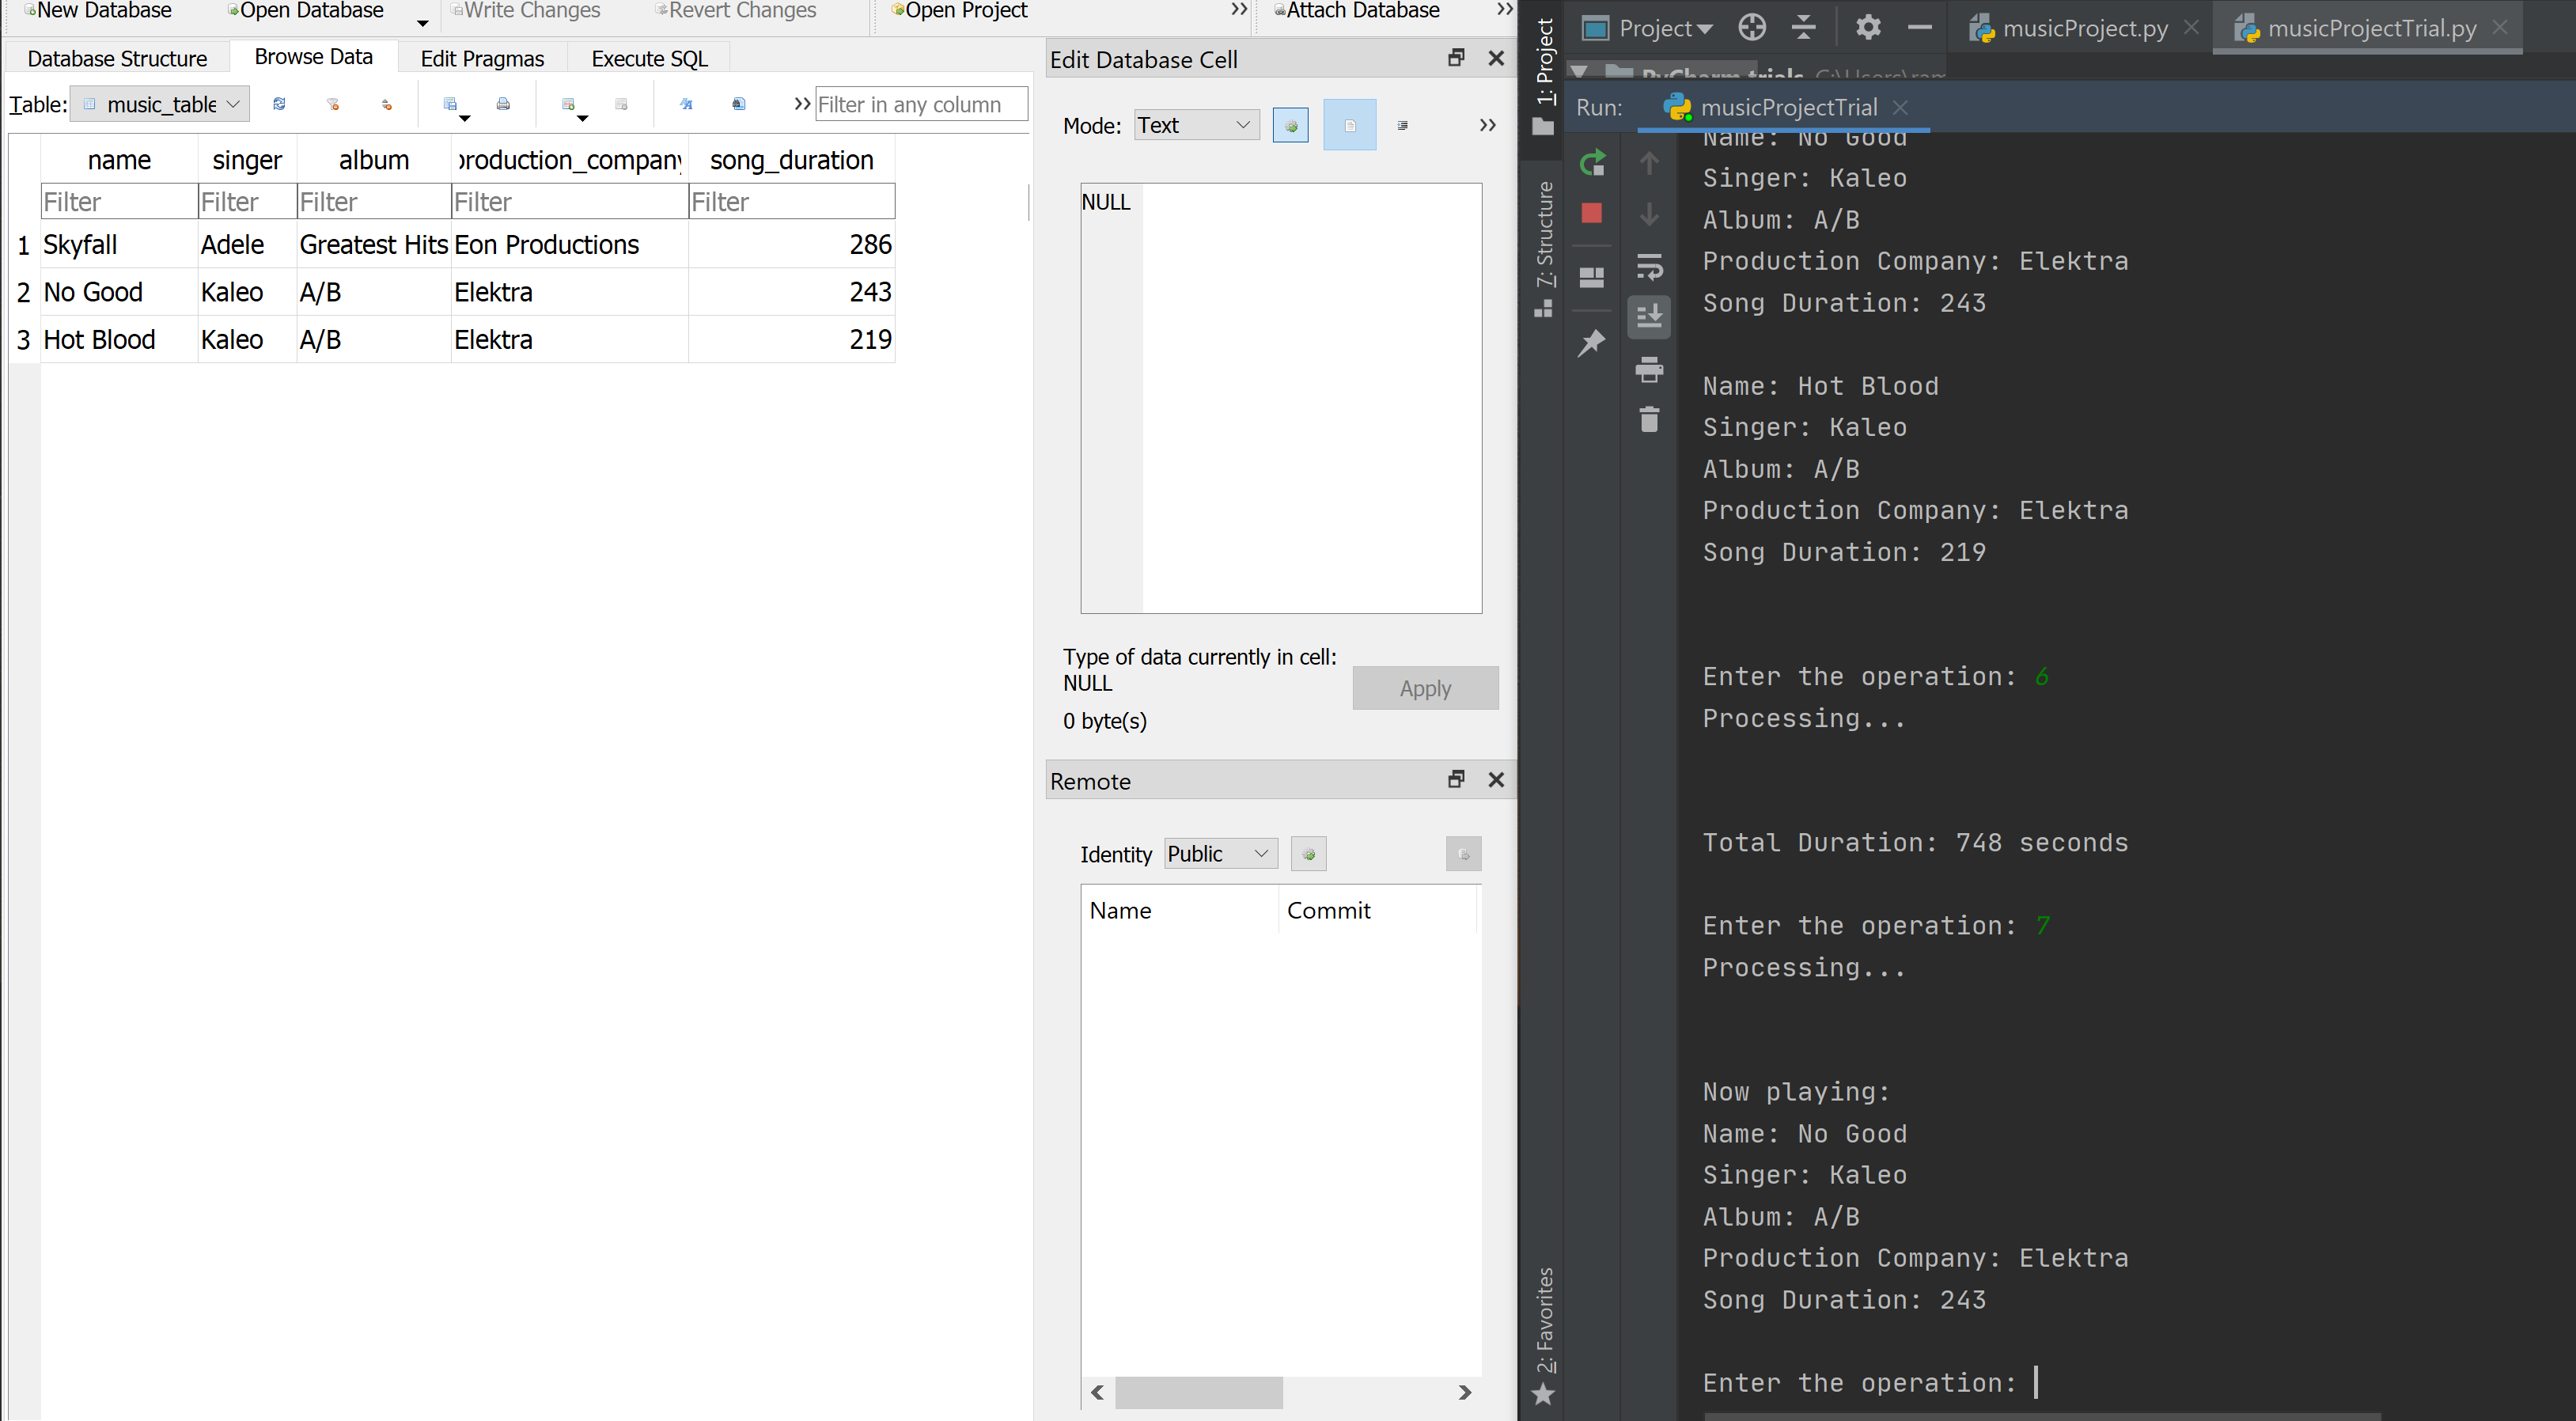 New Database
Open Database
Write Changes
Revert Changes
Open Project
Attach Database
Database Structure
Browse Data
Edit Pragmas
Execute SQL
Table:
music_table
Filter in any column
name singer album production_company song_duration
Filter Filter Filter Filter Filter
1 Skyfall Adele Greatest Hits Eon Productions 286
2 No Good Kaleo A/B Elektra 243
3 Hot Blood Kaleo A/B Elektra 219
Edit Database Cell
Mode: Text
NULL
Type of data currently in cell:
NULL
0 byte(s)
Apply
Remote
Identity Public
Name Commit
1: Project
7: Structure
2: Favorites
Project
musicProject.py
musicProjectTrial.py
PyCharm trials
Run: musicProjectTrial
Name: No Good
Singer: Kaleo
Album: A/B
Production Company: Elektra
Song Duration: 243
Name: Hot Blood
Singer: Kaleo
Album: A/B
Production Company: Elektra
Song Duration: 219
Enter the operation: 6
Processing...
Total Duration: 748 seconds
Enter the operation: 7
Processing...
Now playing:
Name: No Good
Singer: Kaleo
Album: A/B
Production Company: Elektra
Song Duration: 243
Enter the operation: